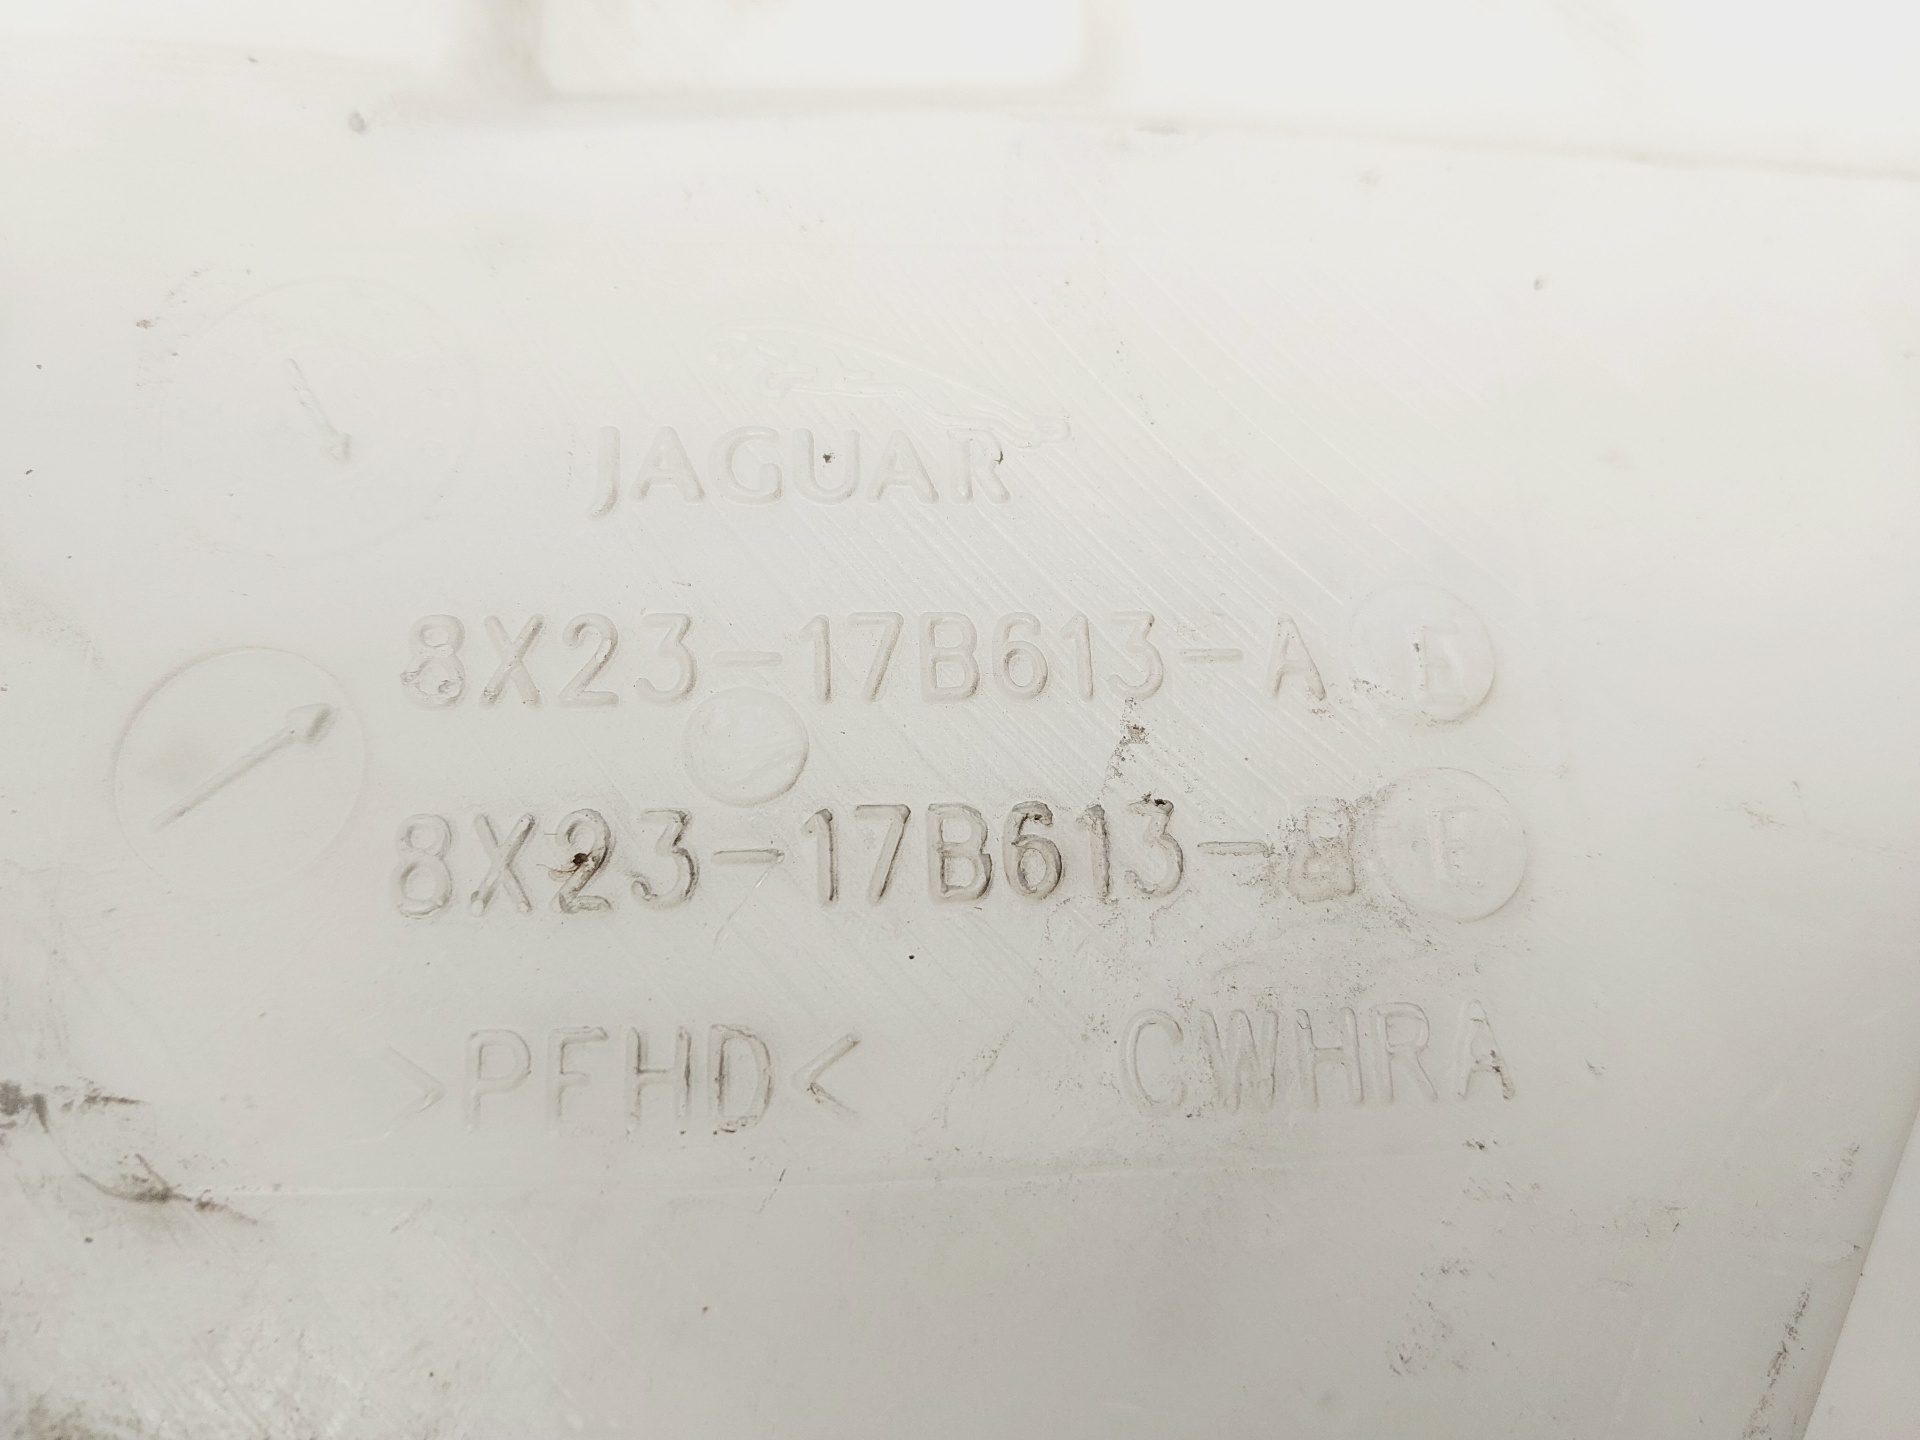 JAGUAR
8X23-17B613-A E
8X23-17B613-B E
>PEHD< CWHRA